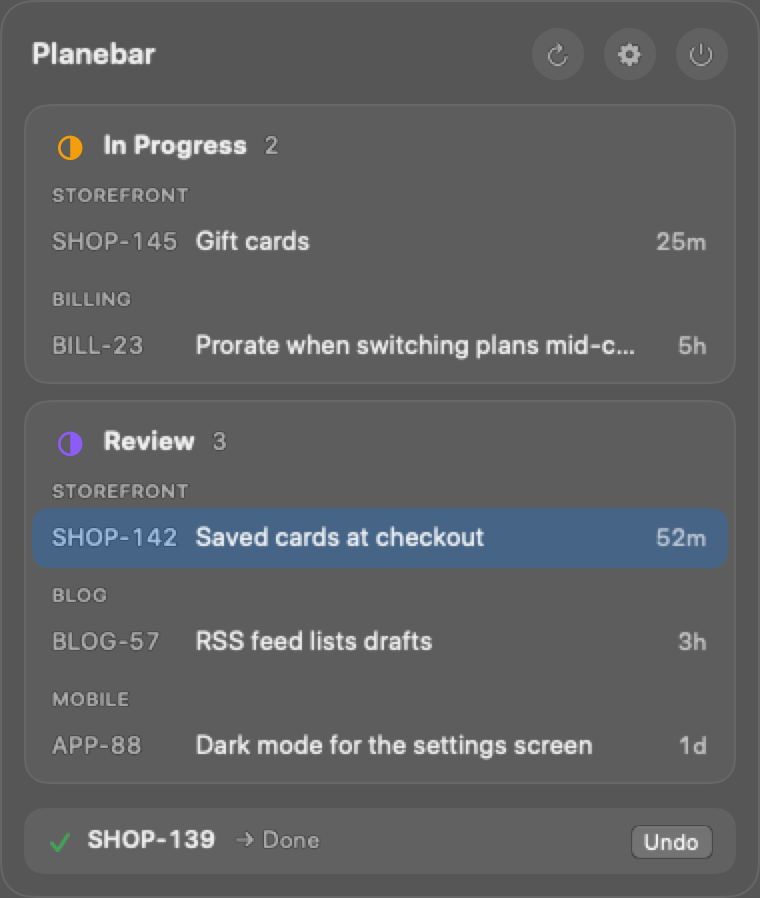 Planebar
In Progress 2
STOREFRONT
SHOP-145 Gift cards 25m
BILLING
BILL-23 Prorate when switching plans mid-c... 5h
Review 3
STOREFRONT
SHOP-142 Saved cards at checkout 52m
BLOG
BLOG-57 RSS feed lists drafts 3h
MOBILE
APP-88 Dark mode for the settings screen 1d
SHOP-139 → Done Undo